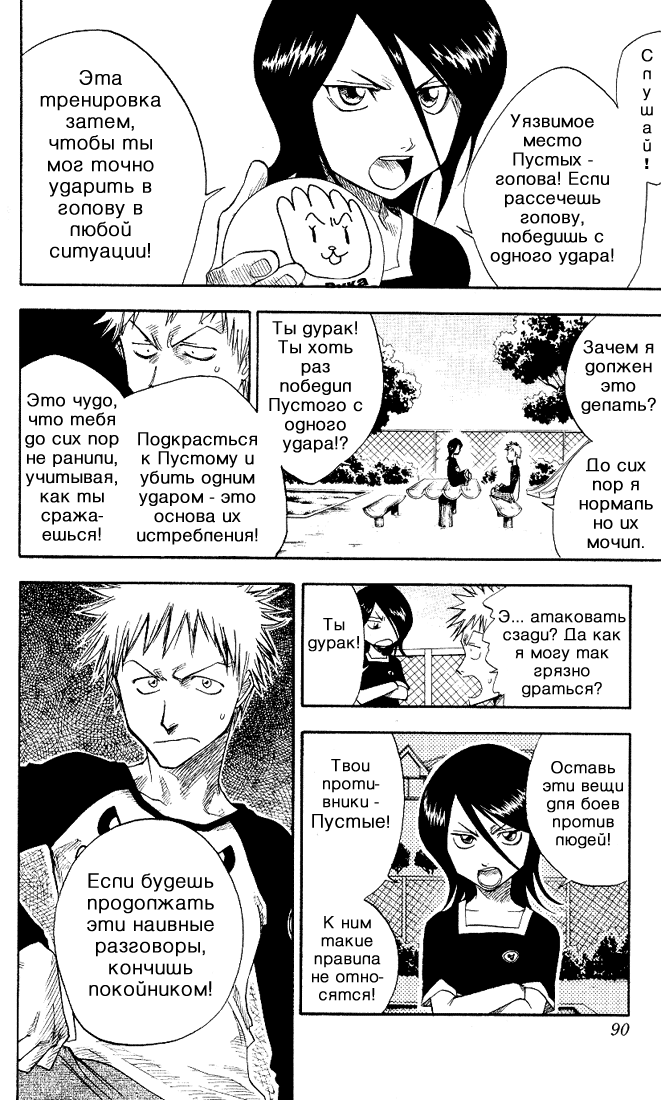 Слушай!
Уязвимое
место
Пустых -
голова! Если
рассечешь
голову,
победишь с
одного удара!
Эта
тренировка
затем,
чтобы ты
мог точно
ударить в
голову в
любой
ситуации!
Рука
Зачем я
должен
это
делать?
До сих
пор я
нормаль
но их
мочил.
Ты дурак!
Ты хоть
раз
победил
Пустого с
одного
удара!?
Подкрасться
к Пустому и
убить одним
ударом - это
основа их
истребления!
Это чудо,
что тебя
до сих пор
не ранили,
учитывая,
как ты
сража-
ешься!
Э... атаковать
сзади? Да как
я могу так
грязно
драться?
Ты
дурак!
Оставь
эти вещи
для боев
против
людей!
Твои
проти-
вники -
Пустые!
К ним
такие
правила
не отно-
сятся!
Если будешь
продолжать
эти наивные
разговоры,
кончишь
покойником!
90